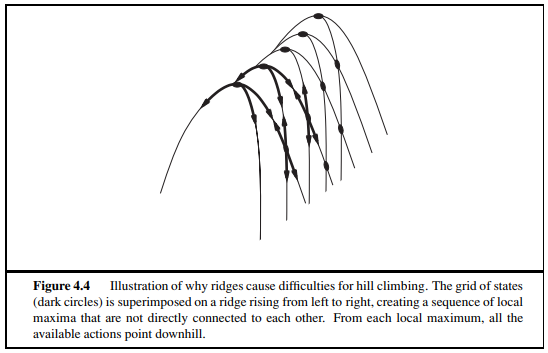 Figure 4.4 Illustration of why ridges cause difficulties for hill climbing. The grid of states
(dark circles) is superimposed on a ridge rising from left to right, creating a sequence of local
maxima that are not directly connected to each other. From each local maximum, all the
available actions point downhill.